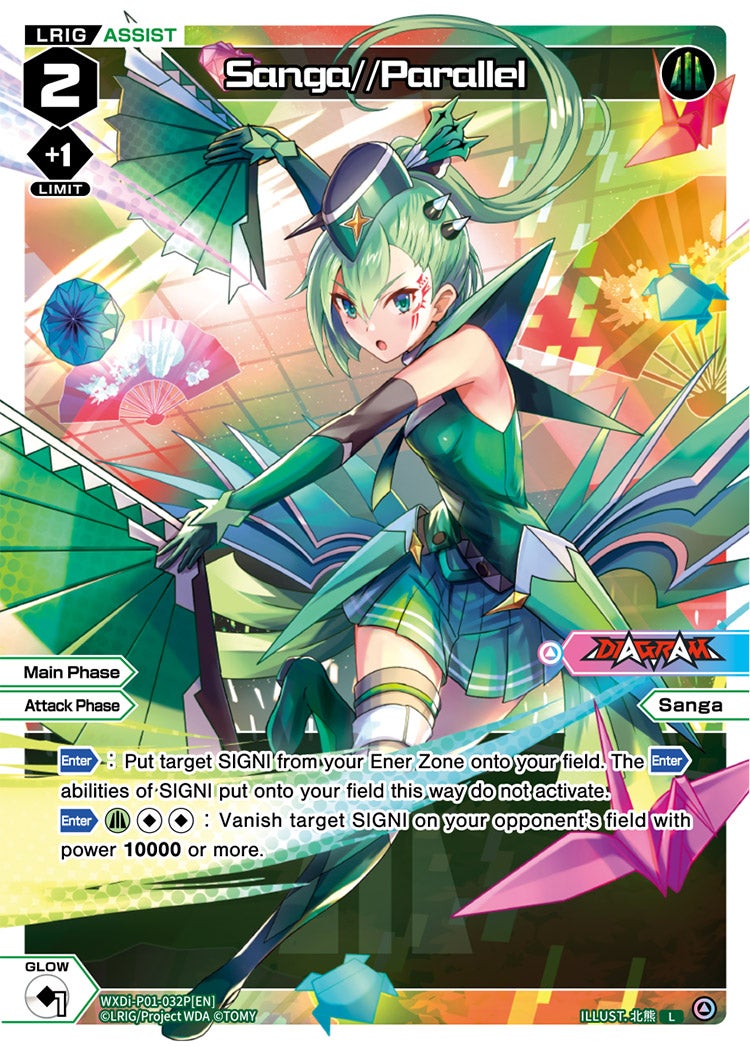 LRIG ASSIST
2
Sanga//Parallel
+1
LIMIT
DIAGRAM
Main Phase
Attack Phase
Sanga
Enter : Put target SIGNI from your Ener Zone onto your field. The Enter
abilities of SIGNI put onto your field this way do not activate.
Enter : Vanish target SIGNI on your opponent's field with
power 10000 or more.
GLOW
1
WXDi-P01-032P[EN]
©LRIG/Project WDA ©TOMY
ILLUST. 北熊 L